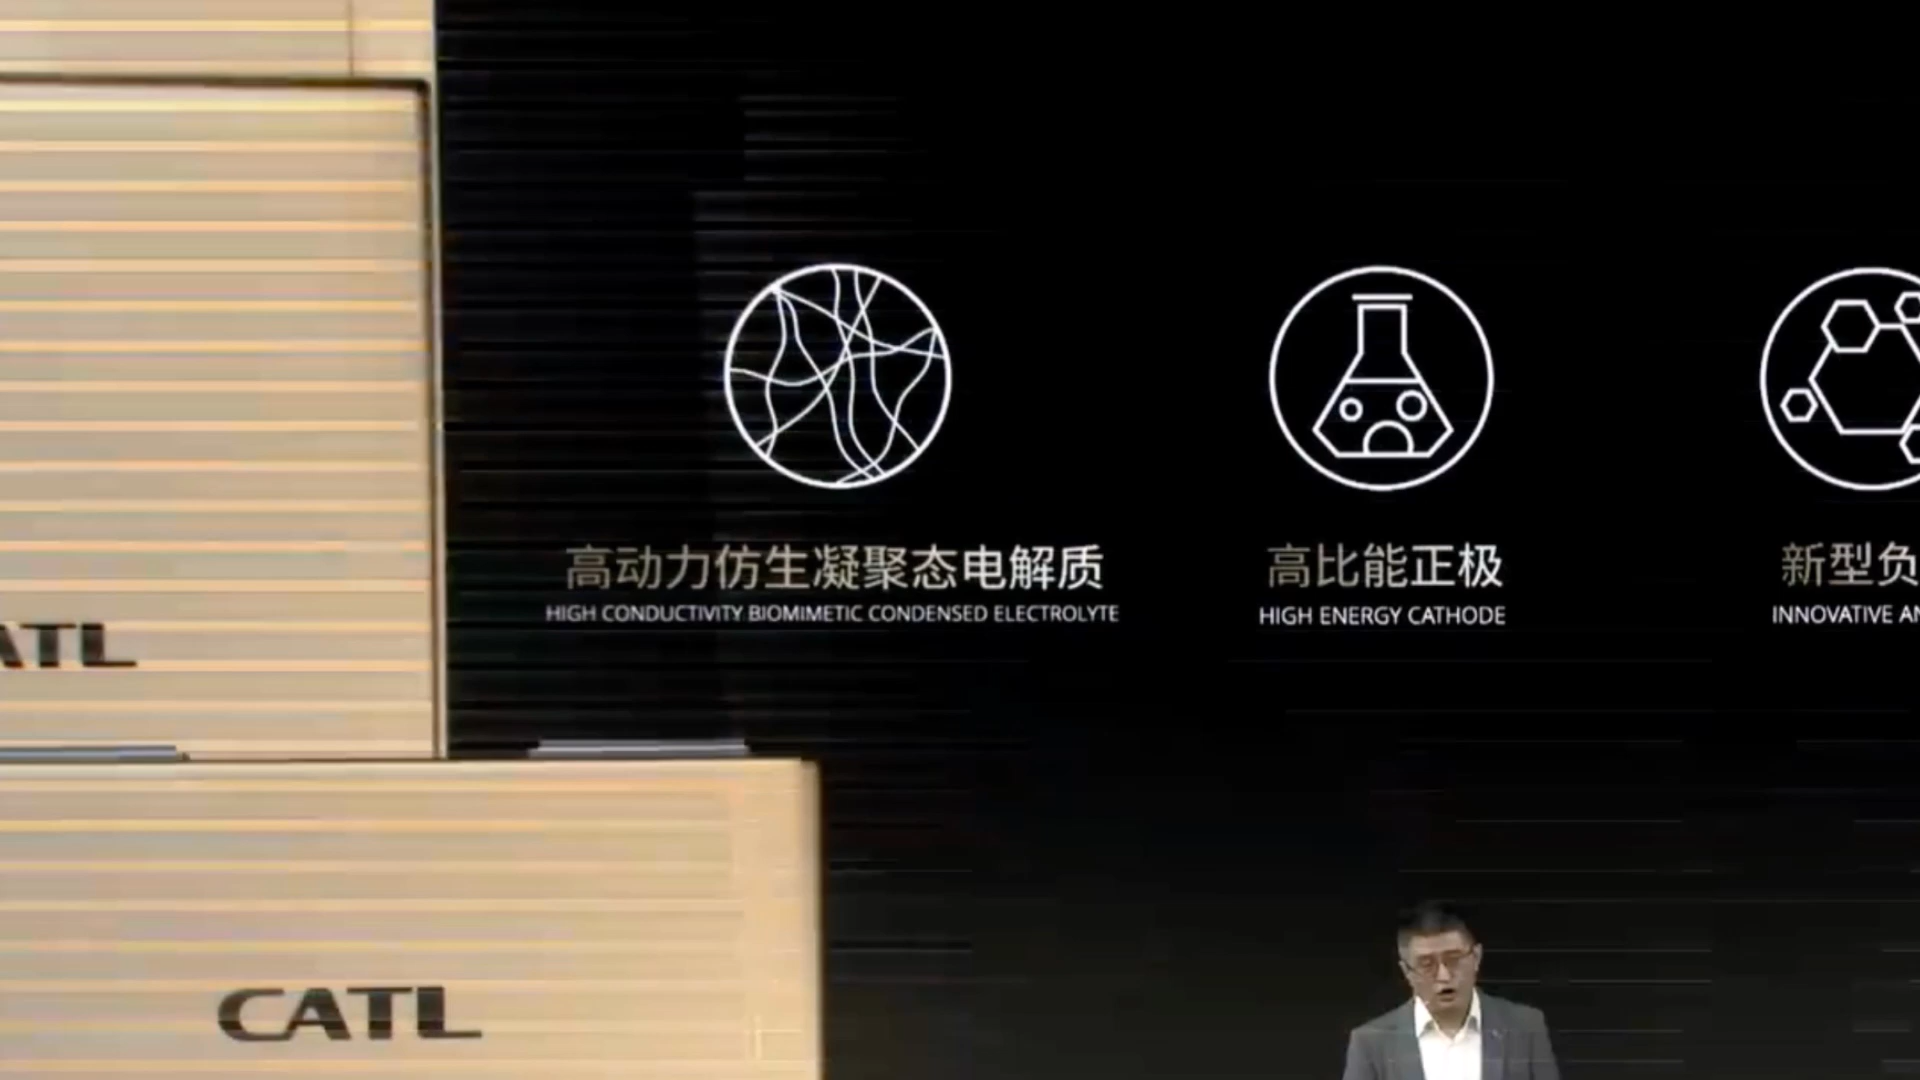 高动力仿生凝聚态电解质
HIGH CONDUCTIVITY BIOMIMETIC CONDENSED ELECTROLYTE
高比能正极
HIGH ENERGY CATHODE
新型负
INNOVATIVE AN
ATL
CATL